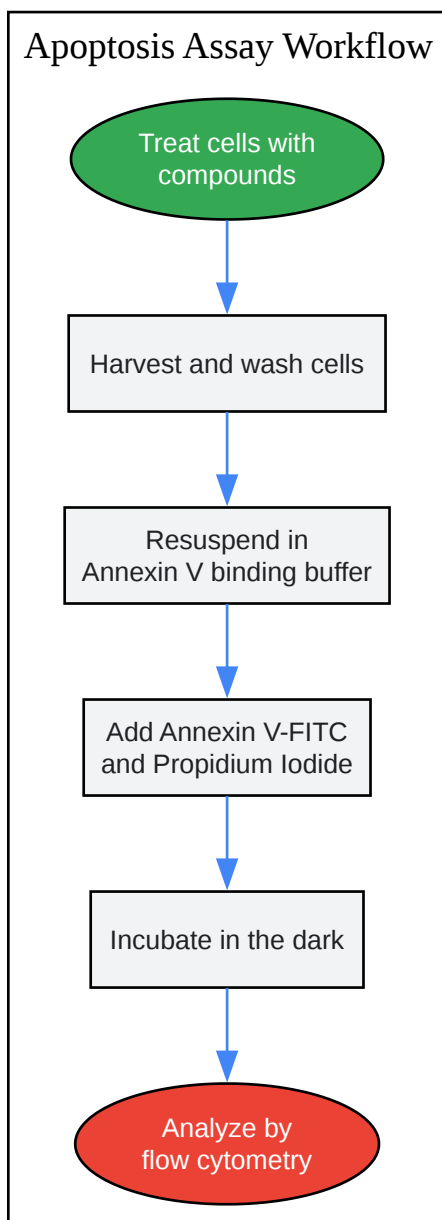 Apoptosis Assay Workflow
Treat cells with
compounds
Harvest and wash cells
Resuspend in
Annexin V binding buffer
Add Annexin V-FITC
and Propidium Iodide
Incubate in the dark
Analyze by
flow cytometry